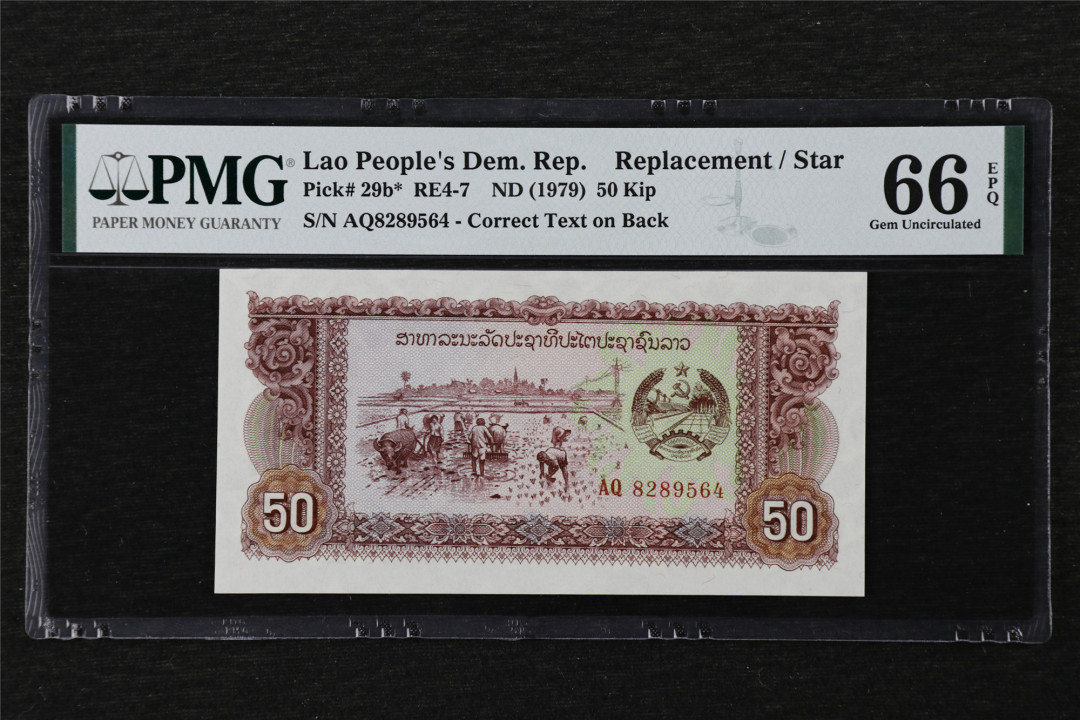 PMG®
PAPER MONEY GUARANTY
Lao People's Dem. Rep. Replacement / Star
Pick# 29b* RE4-7 ND (1979) 50 Kip
S/N AQ8289564 - Correct Text on Back
66
EPQ
Gem Uncirculated
ສາທາລະນະລັດປະຊາທິປະໄຕປະຊາຊົນລາວ
AQ 8289564
50
50